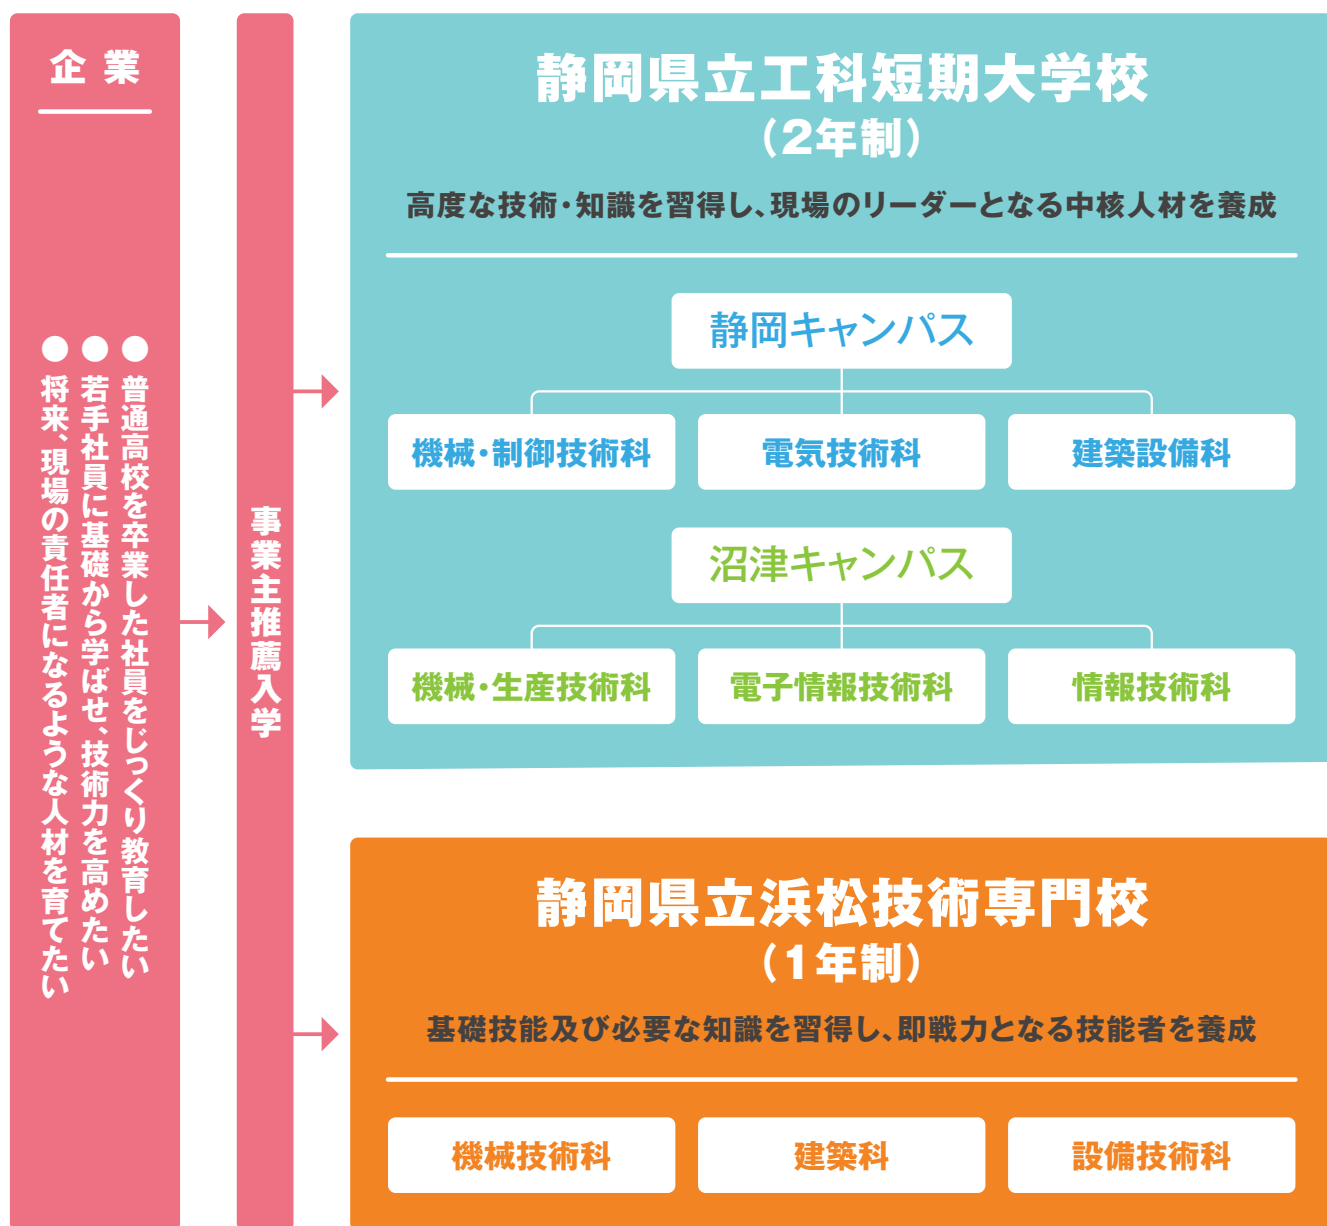 企業
●普通高校を卒業した社員をじっくり教育したい
●若手社員に基礎から学ばせ、技術力を高めたい
●将来、現場の責任者になるような人材を育てたい
事業主推薦入学
静岡県立工科短期大学校
（2年制）
高度な技術・知識を習得し、現場のリーダーとなる中核人材を養成
静岡キャンパス
機械・制御技術科
電気技術科
建築設備科
沼津キャンパス
機械・生産技術科
電子情報技術科
情報技術科
静岡県立浜松技術専門校
（1年制）
基礎技能及び必要な知識を習得し、即戦力となる技能者を養成
機械技術科
建築科
設備技術科